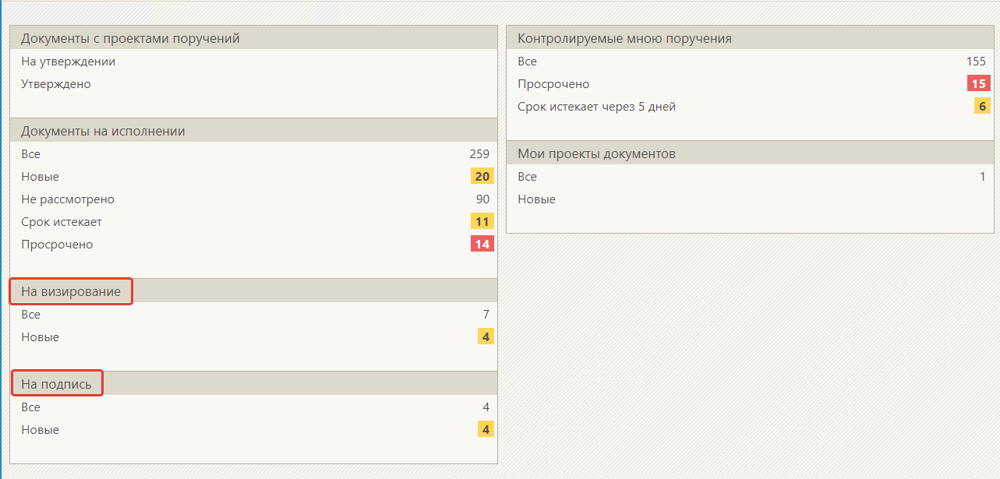 Документы с проектами поручений
На утверждении
Утверждено
Документы на исполнении
Все 259
Новые 20
Не рассмотрено 90
Срок истекает 11
Просрочено 14
На визирование
Все 7
Новые 4
На подпись
Все 4
Новые 4
Контролируемые мною поручения
Все 155
Просрочено 15
Срок истекает через 5 дней 6
Мои проекты документов
Все 1
Новые